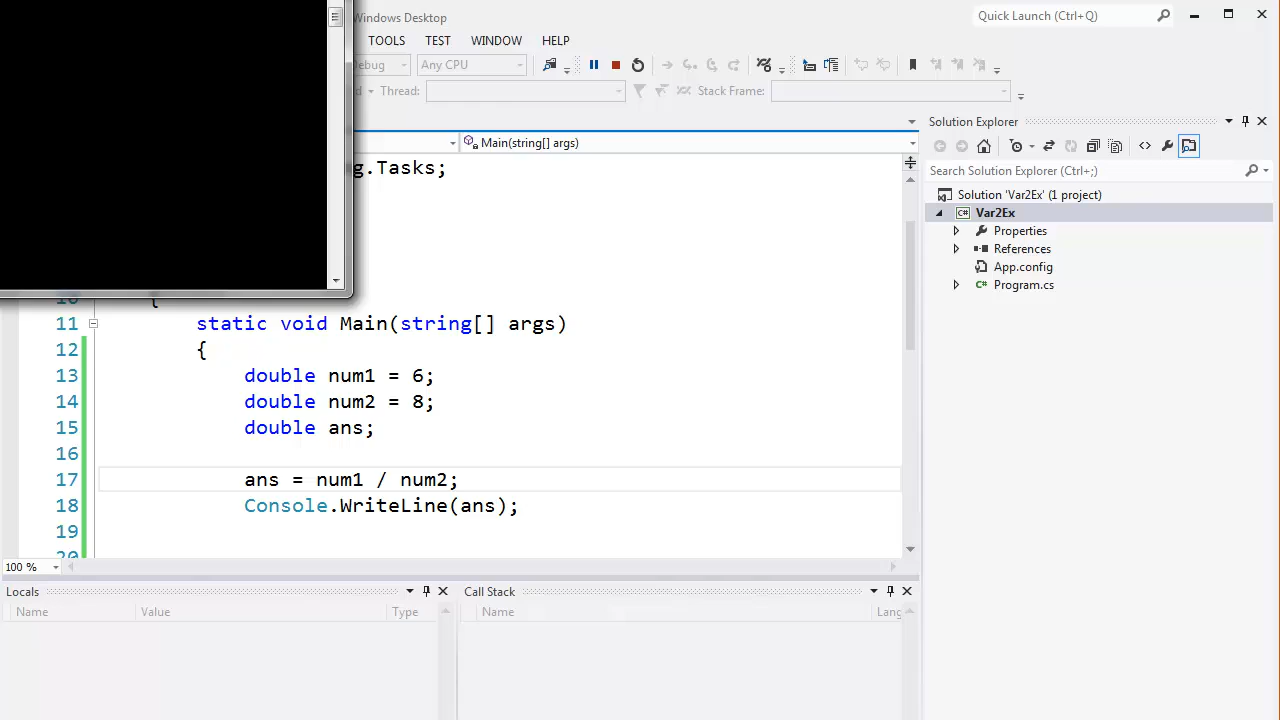 Windows Desktop
Quick Launch (Ctrl+;)
TOOLS TEST WINDOW HELP
Debug Any CPU
Thread: Stack Frame:
Main(string[] args)
g.Tasks;
{
11 static void Main(string[] args)
12 {
13 double num1 = 6;
14 double num2 = 8;
15 double ans;
16
17 ans = num1 / num2;
18 Console.WriteLine(ans);
19
20
100 %
Locals
Name Value Type
Call Stack
Name Lang
Solution Explorer
Search Solution Explorer (Ctrl+;)
Solution 'Var2Ex' (1 project)
C# Var2Ex
Properties
References
App.config
C# Program.cs